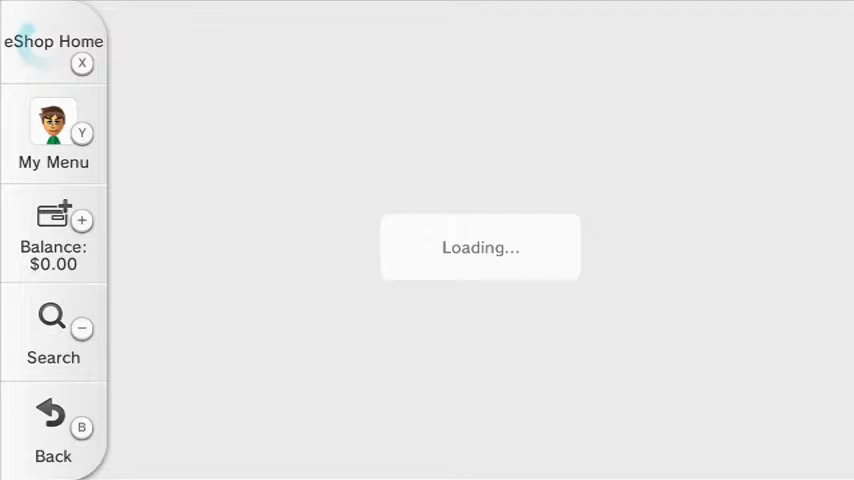 eShop Home
X
Y
My Menu
+
Balance:
$0.00
−
Search
B
Back
Loading...